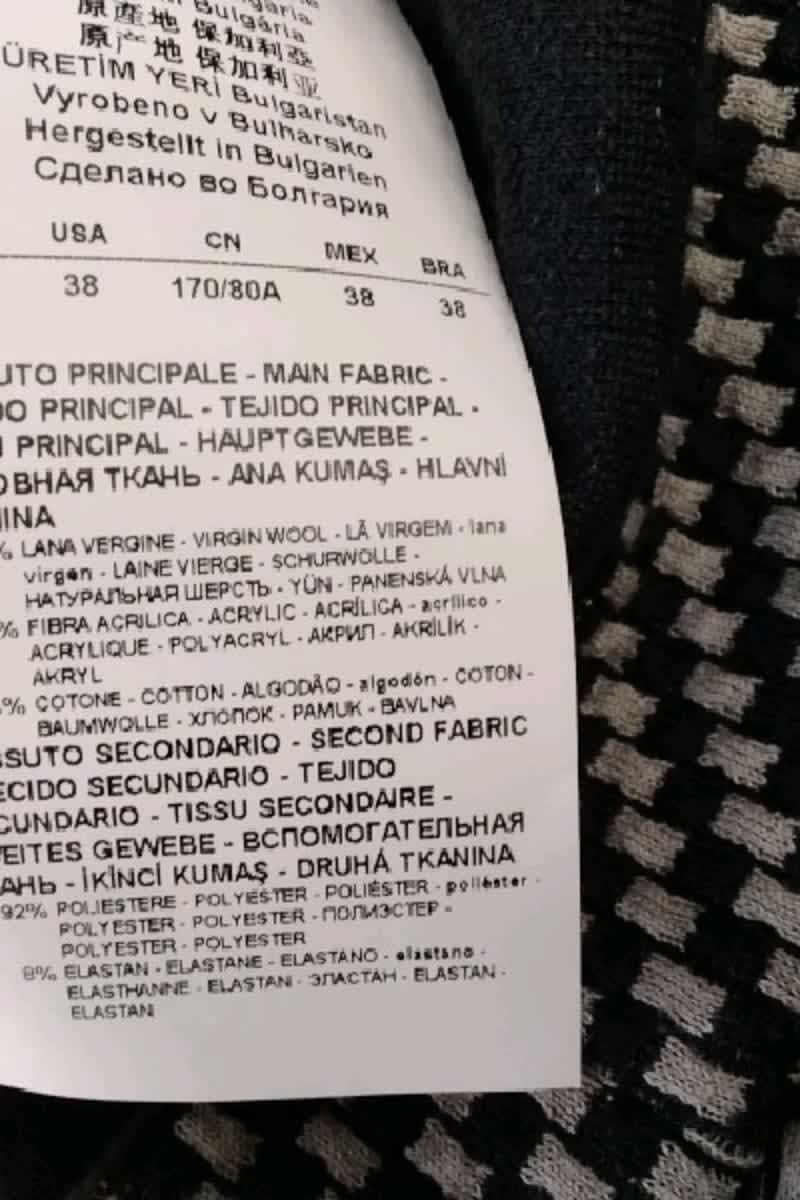 Bulgária
原產地 保加利亞
原产地 保加利亚
ÜRETİM YERİ Bulgaristan
Vyrobeno v Bulharsko
Hergestellt in Bulgarien
Сделано во Болгария
USA CN MEX BRA
38 170/80A 38 38
UTO PRINCIPALE - MAIN FABRIC -
DO PRINCIPAL - TEJIDO PRINCIPAL -
PRINCIPAL - HAUPTGEWEBE -
ОВНАЯ ТКАНЬ - ANA KUMAŞ - HLAVNÍ
NINA
% LANA VERGINE - VIRGIN WOOL - LÃ VIRGEM - lana
virgen - LAINE VIERGE - SCHURWOLLE -
НАТУРАЛЬНАЯ ШЕРСТЬ - YÜN - PANENSKÁ VLNA
% FIBRA ACRILICA - ACRYLIC - ACRÍLICA - acrílico -
ACRYLIQUE - POLYACRYL - АКРИЛ - AKRİLİK -
AKRYL
% COTONE - COTTON - ALGODÃO - algodón - COTON -
BAUMWOLLE - ХЛОПОК - PAMUK - BAVLNA
SSUTO SECONDARIO - SECOND FABRIC
ECIDO SECUNDARIO - TEJIDO
CUNDARIO - TISSU SECONDAIRE -
EITES GEWEBE - ВСПОМОГАТЕЛЬНАЯ
АНЬ - İKİNCİ KUMAŞ - DRUHÁ TKANINA
92% POLIESTERE - POLYESTER - POLIÉSTER - poliéster -
POLYESTER - POLYESTER - ПОЛИЭСТЕР -
POLYESTER - POLYESTER
8% ELASTAN - ELASTANE - ELASTANO - elastano -
ELASTHANNE - ELASTAN - ЭЛАСТАН - ELASTAN -
ELASTAN